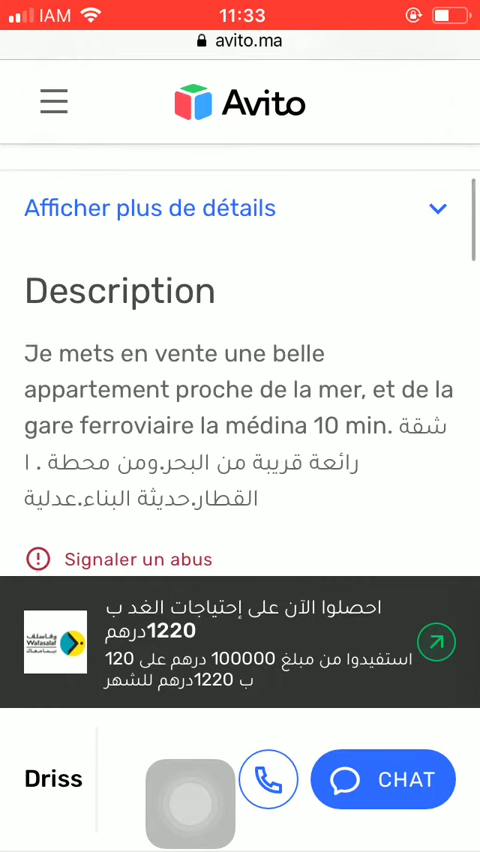 IAM 11:33
avito.ma
Avito
Afficher plus de détails
Description
Je mets en vente une belle
appartement proche de la mer, et de la
gare ferroviaire la médina 10 min. شقة
رائعة قريبة من البحر.ومن محطة . ا
القطار.حديثة البناء.عدلية
Signaler un abus
احصلوا الآن على إحتياجات الغد ب
1220درهم
استفيدوا من مبلغ 100000 درهم على 120
ب 1220درهم للشهر
وفاسلف
Wafasalaf
Driss
CHAT